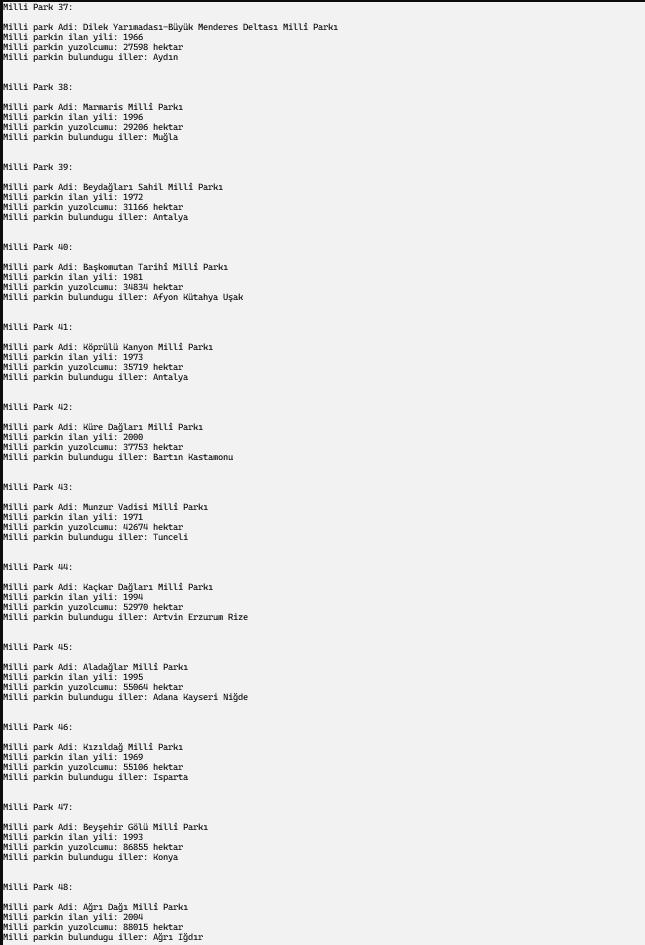 Milli Park 37:
Milli park Adi: Dilek Yarımadası-Büyük Menderes Deltası Millî Parkı
Milli parkin ilan yili: 1966
Milli parkin yuzolcumu: 27598 hektar
Milli parkin bulundugu iller: Aydın
Milli Park 38:
Milli park Adi: Marmaris Millî Parkı
Milli parkin ilan yili: 1996
Milli parkin yuzolcumu: 29206 hektar
Milli parkin bulundugu iller: Muğla
Milli Park 39:
Milli park Adi: Beydağları Sahil Millî Parkı
Milli parkin ilan yili: 1972
Milli parkin yuzolcumu: 31166 hektar
Milli parkin bulundugu iller: Antalya
Milli Park 40:
Milli park Adi: Başkomutan Tarihî Millî Parkı
Milli parkin ilan yili: 1981
Milli parkin yuzolcumu: 34834 hektar
Milli parkin bulundugu iller: Afyon Kütahya Uşak
Milli Park 41:
Milli park Adi: Köprülü Kanyon Millî Parkı
Milli parkin ilan yili: 1973
Milli parkin yuzolcumu: 35719 hektar
Milli parkin bulundugu iller: Antalya
Milli Park 42:
Milli park Adi: Küre Dağları Millî Parkı
Milli parkin ilan yili: 2000
Milli parkin yuzolcumu: 37753 hektar
Milli parkin bulundugu iller: Bartın Kastamonu
Milli Park 43:
Milli park Adi: Munzur Vadisi Millî Parkı
Milli parkin ilan yili: 1971
Milli parkin yuzolcumu: 42674 hektar
Milli parkin bulundugu iller: Tunceli
Milli Park 44:
Milli park Adi: Kaçkar Dağları Millî Parkı
Milli parkin ilan yili: 1994
Milli parkin yuzolcumu: 52970 hektar
Milli parkin bulundugu iller: Artvin Erzurum Rize
Milli Park 45:
Milli park Adi: Aladağlar Millî Parkı
Milli parkin ilan yili: 1995
Milli parkin yuzolcumu: 55064 hektar
Milli parkin bulundugu iller: Adana Kayseri Niğde
Milli Park 46:
Milli park Adi: Kızıldağ Millî Parkı
Milli parkin ilan yili: 1969
Milli parkin yuzolcumu: 55106 hektar
Milli parkin bulundugu iller: Isparta
Milli Park 47:
Milli park Adi: Beyşehir Gölü Millî Parkı
Milli parkin ilan yili: 1993
Milli parkin yuzolcumu: 86855 hektar
Milli parkin bulundugu iller: Konya
Milli Park 48:
Milli park Adi: Ağrı Dağı Millî Parkı
Milli parkin ilan yili: 2004
Milli parkin yuzolcumu: 88015 hektar
Milli parkin bulundugu iller: Ağrı Iğdır